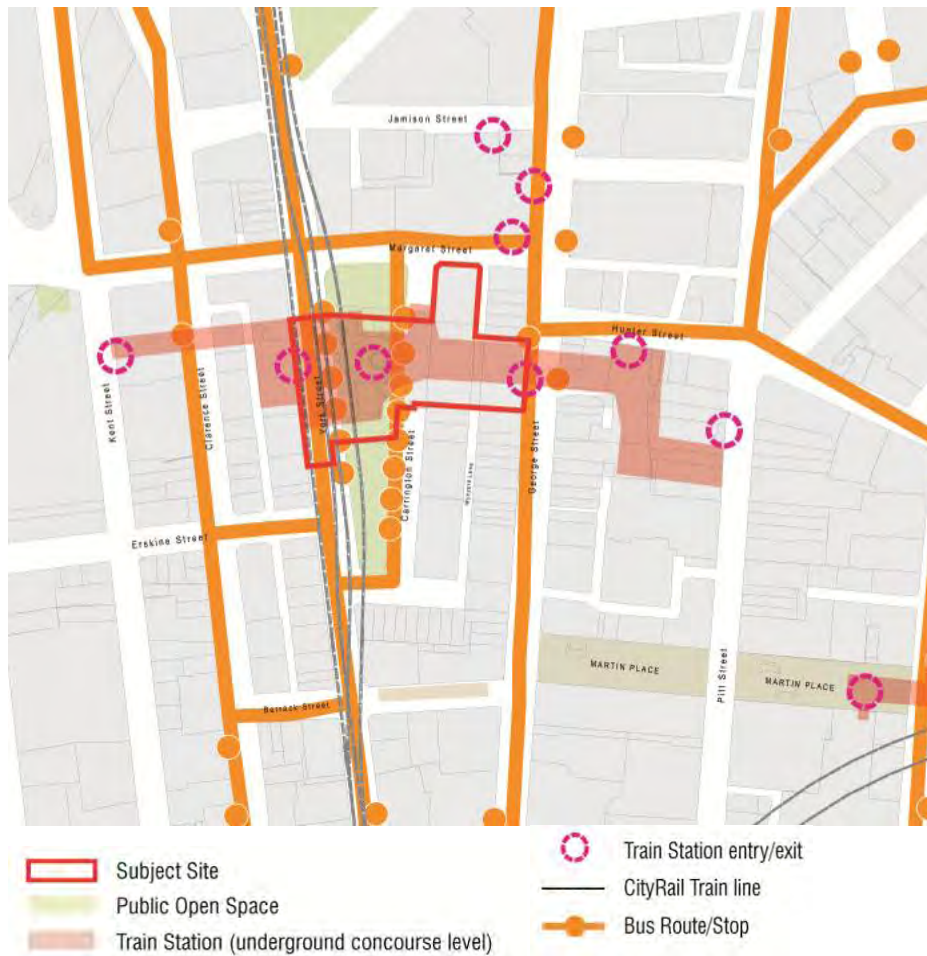 Jamison Street
Margaret Street
Hunter Street
Kent Street
Clarence Street
York Street
Carrington Street
Wynyard Lane
George Street
Erskine Street
MARTIN PLACE
Pitt Street
MARTIN PLACE
Barrack Street
Subject Site
Public Open Space
Train Station (underground concourse level)
Train Station entry/exit
CityRail Train line
Bus Route/Stop